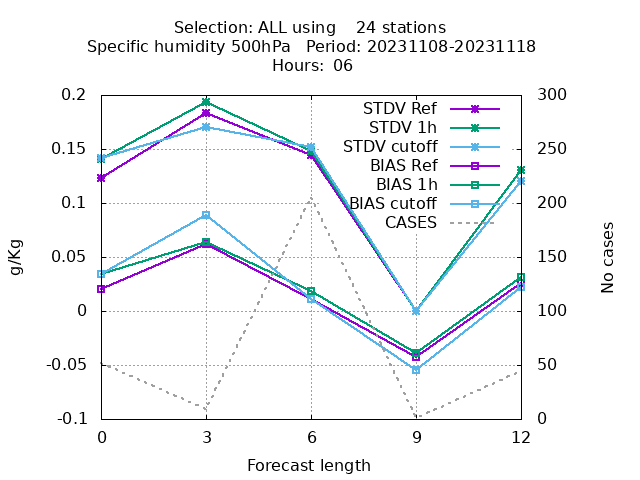 Selection: ALL using    24 stations
Specific humidity 500hPa   Period: 20231108-20231118
Hours:  06
STDV Ref
STDV 1h
STDV cutoff
BIAS Ref
BIAS 1h
BIAS cutoff
CASES
0.2
0.15
0.1
0.05
0
-0.05
-0.1
g/Kg
300
250
200
150
100
50
0
No cases
0 3 6 9 12
Forecast length